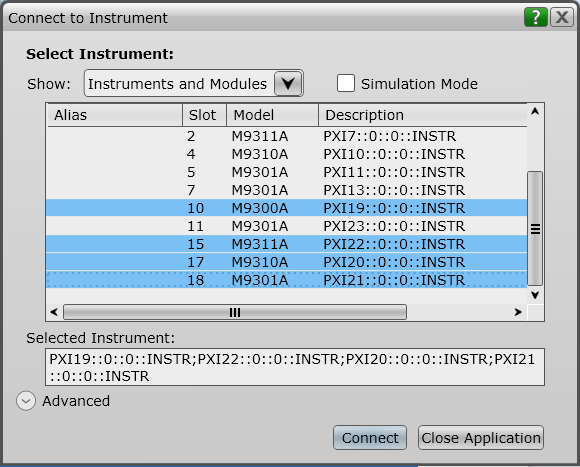 Connect to Instrument ? X
Select Instrument:
Show: Instruments and Modules Simulation Mode
Alias Slot Model Description
2 M9311A PXI7::0::0::INSTR
4 M9310A PXI10::0::0::INSTR
5 M9301A PXI11::0::0::INSTR
7 M9301A PXI13::0::0::INSTR
10 M9300A PXI19::0::0::INSTR
11 M9301A PXI23::0::0::INSTR
15 M9311A PXI22::0::0::INSTR
17 M9310A PXI20::0::0::INSTR
18 M9301A PXI21::0::0::INSTR
Selected Instrument:
PXI19::0::0::INSTR;PXI22::0::0::INSTR;PXI20::0::0::INSTR;PXI21
::0::0::INSTR
Advanced
Connect Close Application